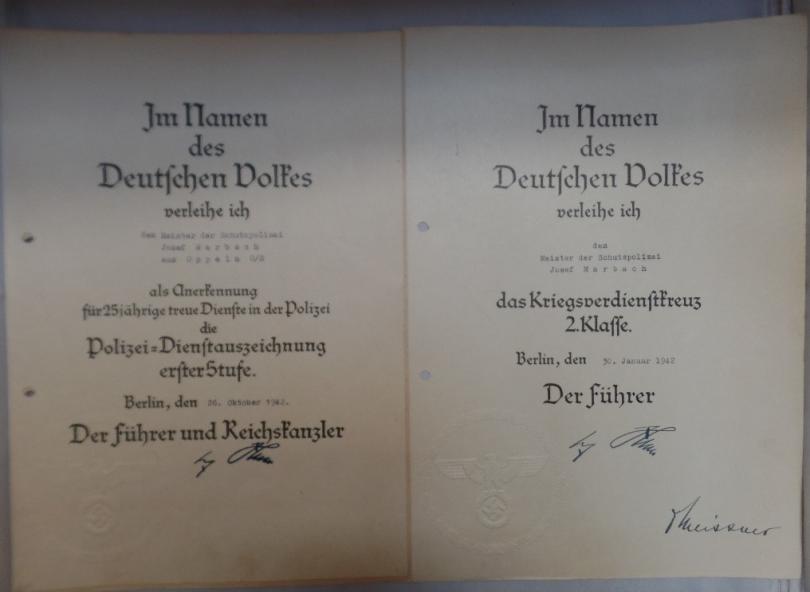 Im Namen
des
Deutschen Volkes
verleihe ich
dem Meister der Schutzpolizei
Josef Marbach
aus Oppeln O/S
als Anerkennung
für 25jährige treue Dienste in der Polizei
die
Polizei=Dienstauszeichnung
erster Stufe.
Berlin, den 26. Oktober 1942.
Der Führer und Reichskanzler
Im Namen
des
Deutschen Volkes
verleihe ich
dem
Meister der Schutzpolizei
Josef Marbach
das Kriegsverdienstkreuz
2. Klasse.
Berlin, den 30. Januar 1942
Der Führer
Meissner